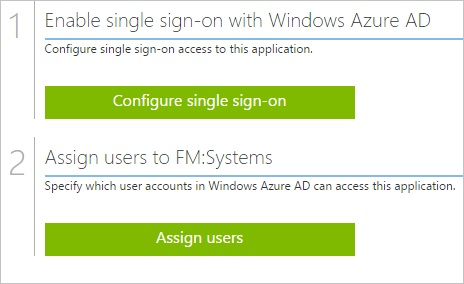 1
Enable single sign-on with Windows Azure AD
Configure single sign-on access to this application.
Configure single sign-on
2
Assign users to FM:Systems
Specify which user accounts in Windows Azure AD can access this application.
Assign users